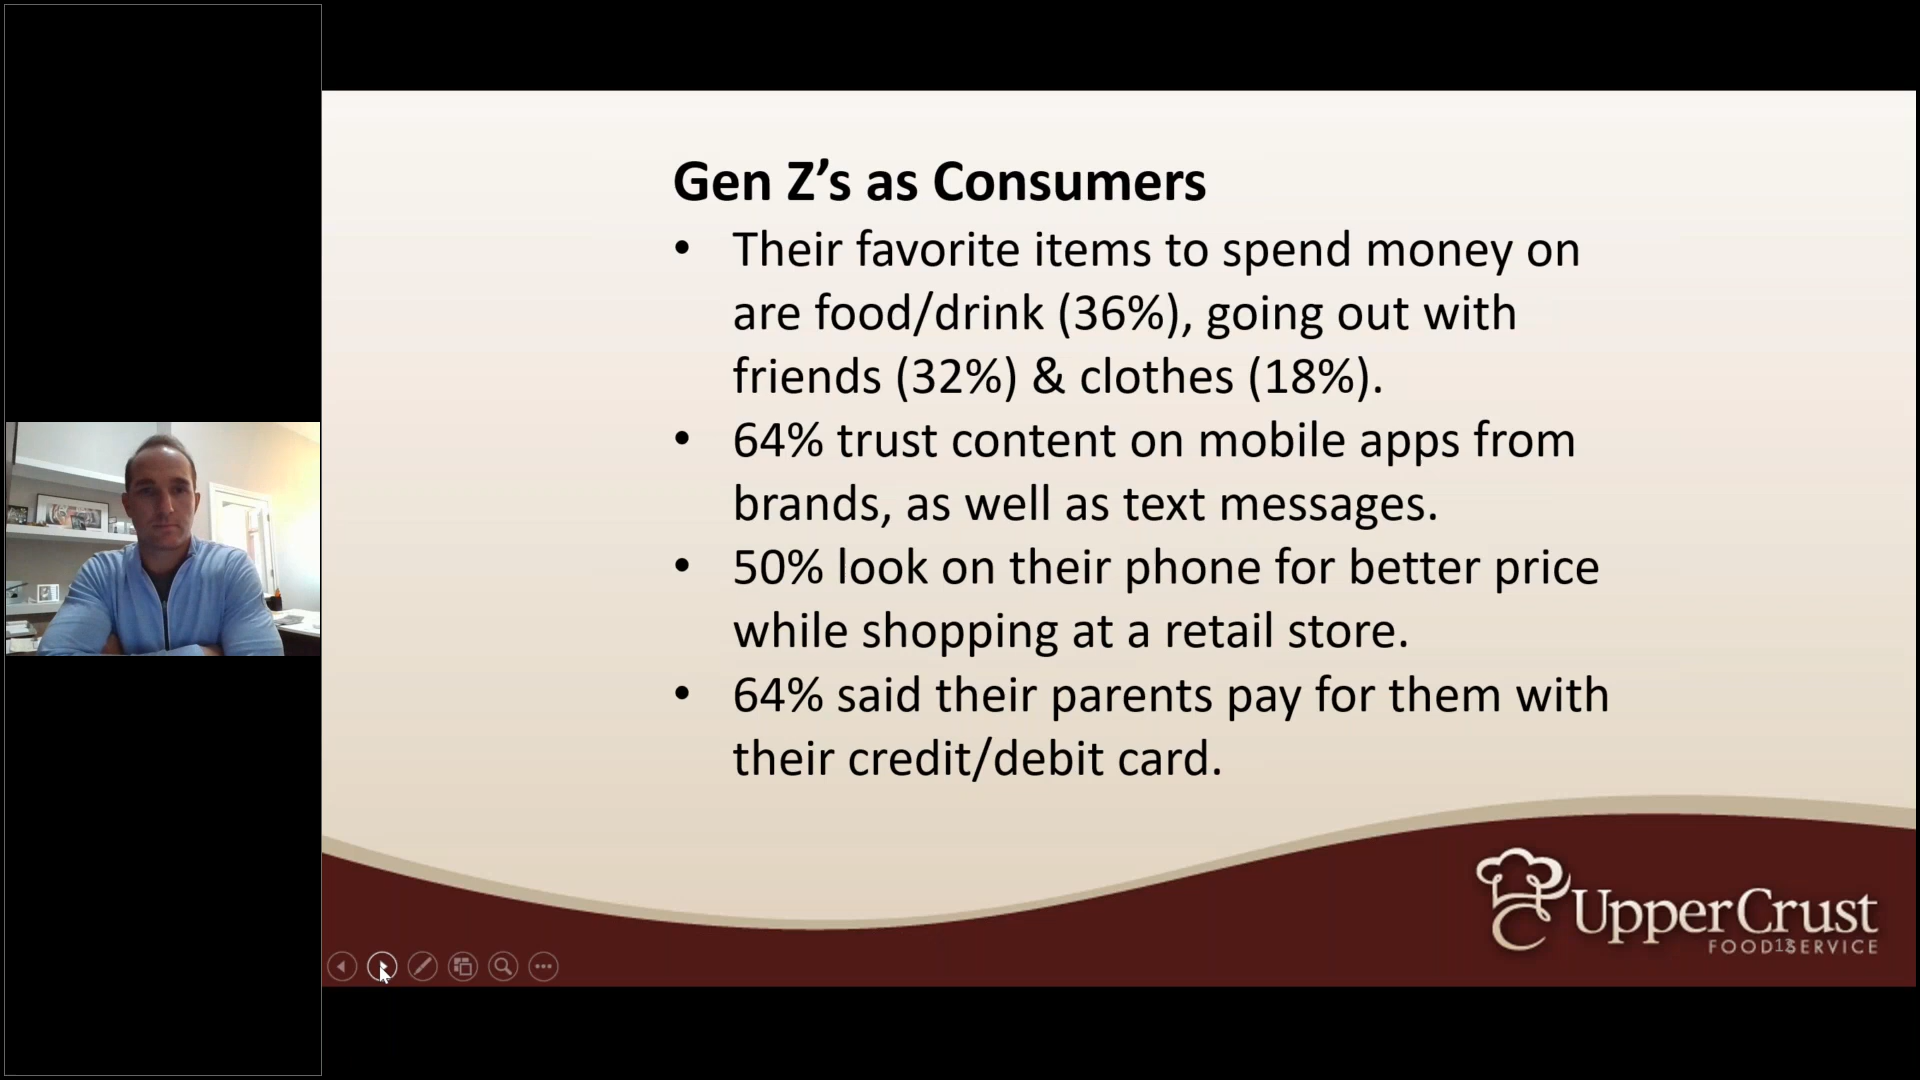 Gen Z’s as Consumers
• Their favorite items to spend money on
are food/drink (36%), going out with
friends (32%) & clothes (18%).
• 64% trust content on mobile apps from
brands, as well as text messages.
• 50% look on their phone for better price
while shopping at a retail store.
• 64% said their parents pay for them with
their credit/debit card.
UpperCrust
FOOD SERVICE